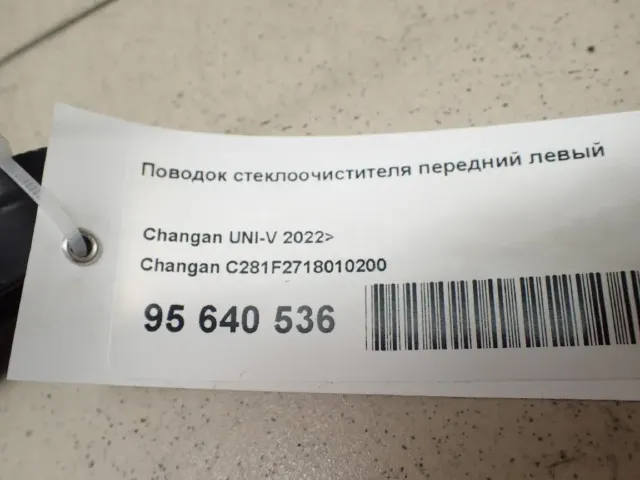 Поводок стеклоочистителя передний левый
Changan UNI-V 2022>
Changan C281F2718010200
95 640 536